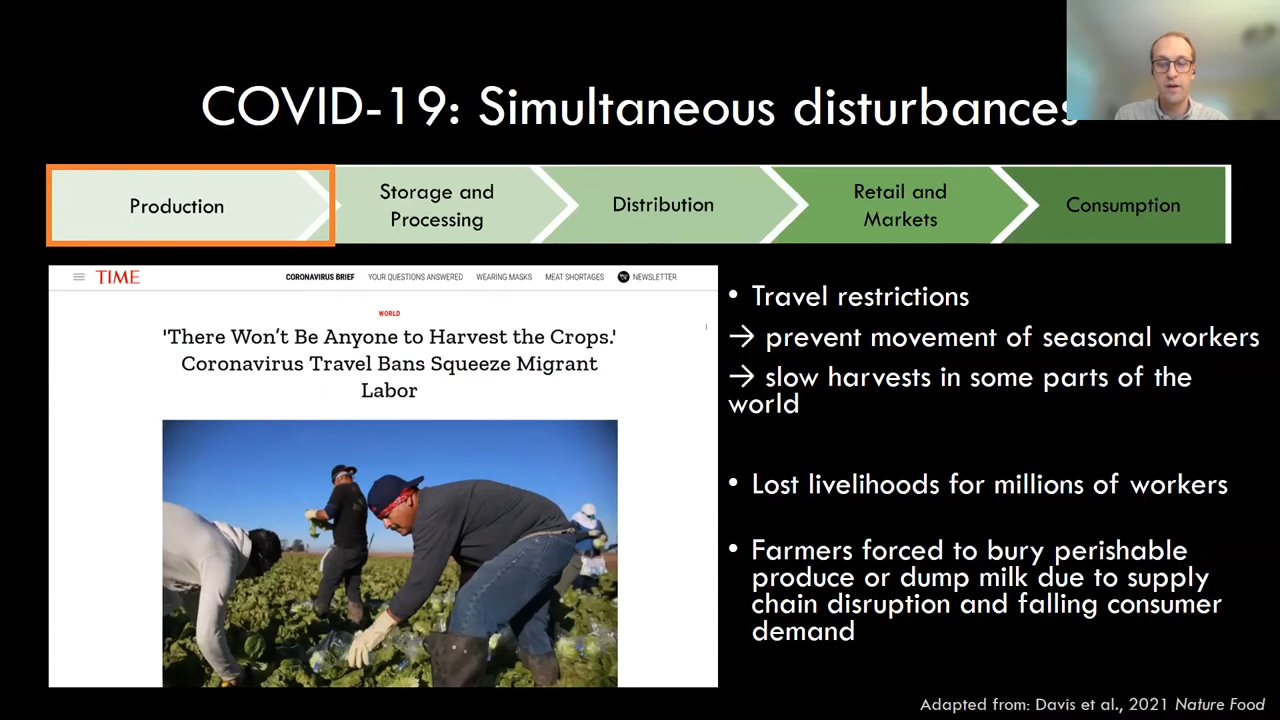 COVID-19: Simultaneous disturbances
Production
Storage and
Processing
Distribution
Retail and
Markets
Consumption
TIME
CORONAVIRUS BRIEF YOUR QUESTIONS ANSWERED WEARING MASKS MEAT SHORTAGES NEWSLETTER
WORLD
'There Won't Be Anyone to Harvest the Crops.'
Coronavirus Travel Bans Squeeze Migrant
Labor
• Travel restrictions
→ prevent movement of seasonal workers
→ slow harvests in some parts of the
world
• Lost livelihoods for millions of workers
• Farmers forced to bury perishable
produce or dump milk due to supply
chain disruption and falling consumer
demand
Adapted from: Davis et al., 2021 Nature Food